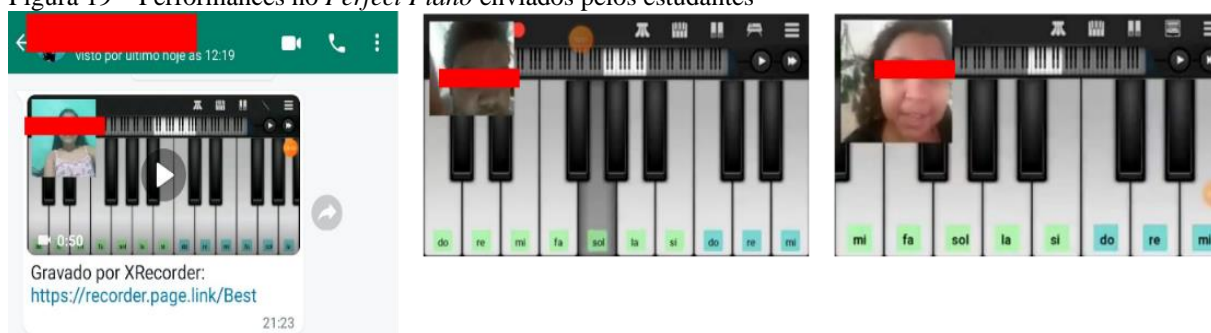 Figura 19 – Performances no Perfect Piano enviados pelos estudantes
visto por último hoje às 12:19
0:50
Gravado por XRecorder:
https://recorder.page.link/Best
21:23
do re mi fa sol la si do re mi
mi fa sol la si do re mi